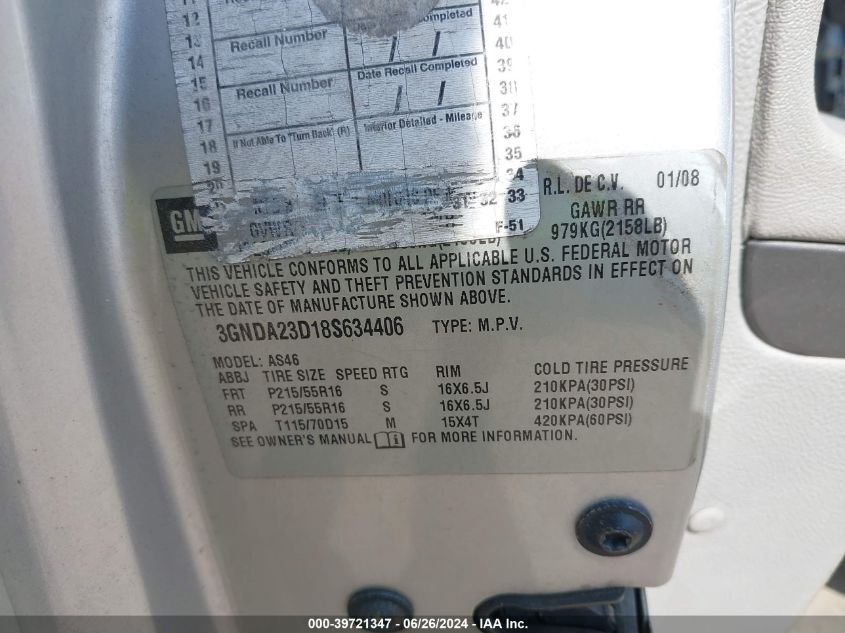 12
13
14
15
16
17
18
19
Recall Number
Completed
/ /
Recall Number
Date Recall Completed
/ /
If Not Able To "Turn Back" (R)
Interior Detailed - Mileage
41
40
39
37
36
35
34
32 33
F-51
GM
R.L. DE C.V. 01/08
GVWR
GAWR RR
979KG(2158LB)
THIS VEHICLE CONFORMS TO ALL APPLICABLE U.S. FEDERAL MOTOR
VEHICLE SAFETY AND THEFT PREVENTION STANDARDS IN EFFECT ON
THE DATE OF MANUFACTURE SHOWN ABOVE.
3GNDA23D18S634406 TYPE: M.P.V.
MODEL: AS46
ABBJ TIRE SIZE SPEED RTG RIM COLD TIRE PRESSURE
FRT P215/55R16 S 16X6.5J 210KPA(30PSI)
RR P215/55R16 S 16X6.5J 210KPA(30PSI)
SPA T115/70D15 M 15X4T 420KPA(60PSI)
SEE OWNER'S MANUAL FOR MORE INFORMATION.
000-39721347 - 06/26/2024 - IAA Inc.